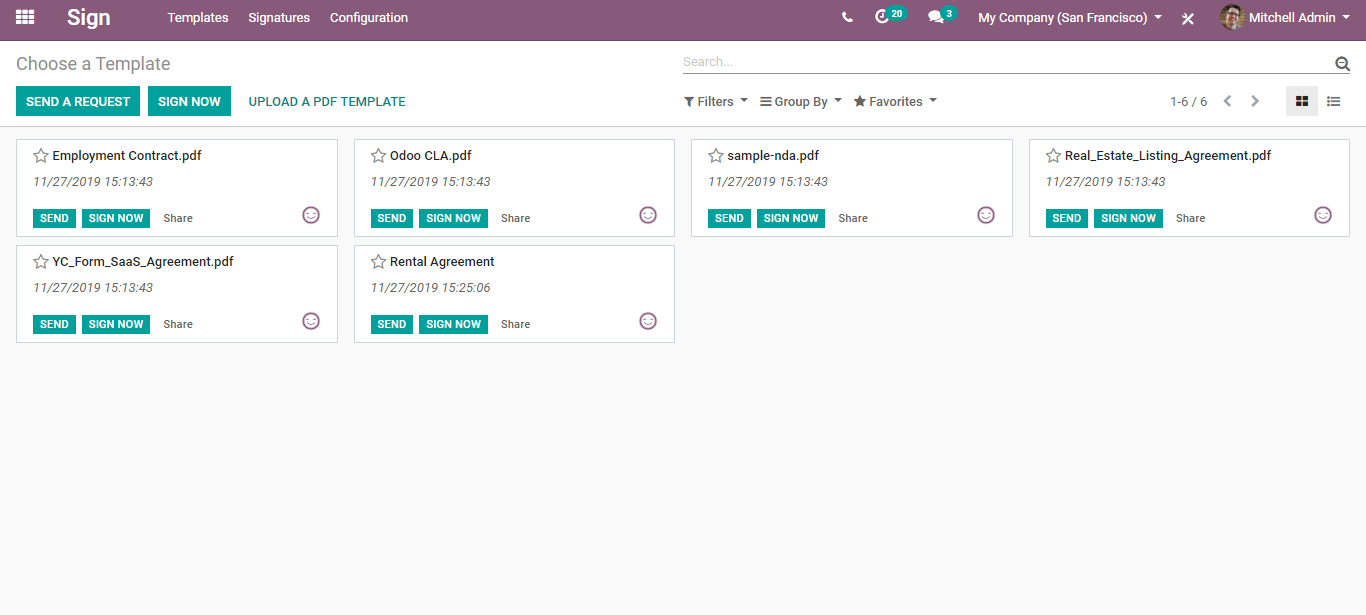 Sign Templates Signatures Configuration 20 3 My Company (San Francisco) Mitchell Admin
Choose a Template Search...
SEND A REQUEST SIGN NOW UPLOAD A PDF TEMPLATE Filters Group By Favorites 1-6 / 6
Employment Contract.pdf Odoo CLA.pdf sample-nda.pdf Real_Estate_Listing_Agreement.pdf
11/27/2019 15:13:43 11/27/2019 15:13:43 11/27/2019 15:13:43 11/27/2019 15:13:43
SEND SIGN NOW Share SEND SIGN NOW Share SEND SIGN NOW Share SEND SIGN NOW Share
YC_Form_SaaS_Agreement.pdf Rental Agreement
11/27/2019 15:13:43 11/27/2019 15:25:06
SEND SIGN NOW Share SEND SIGN NOW Share